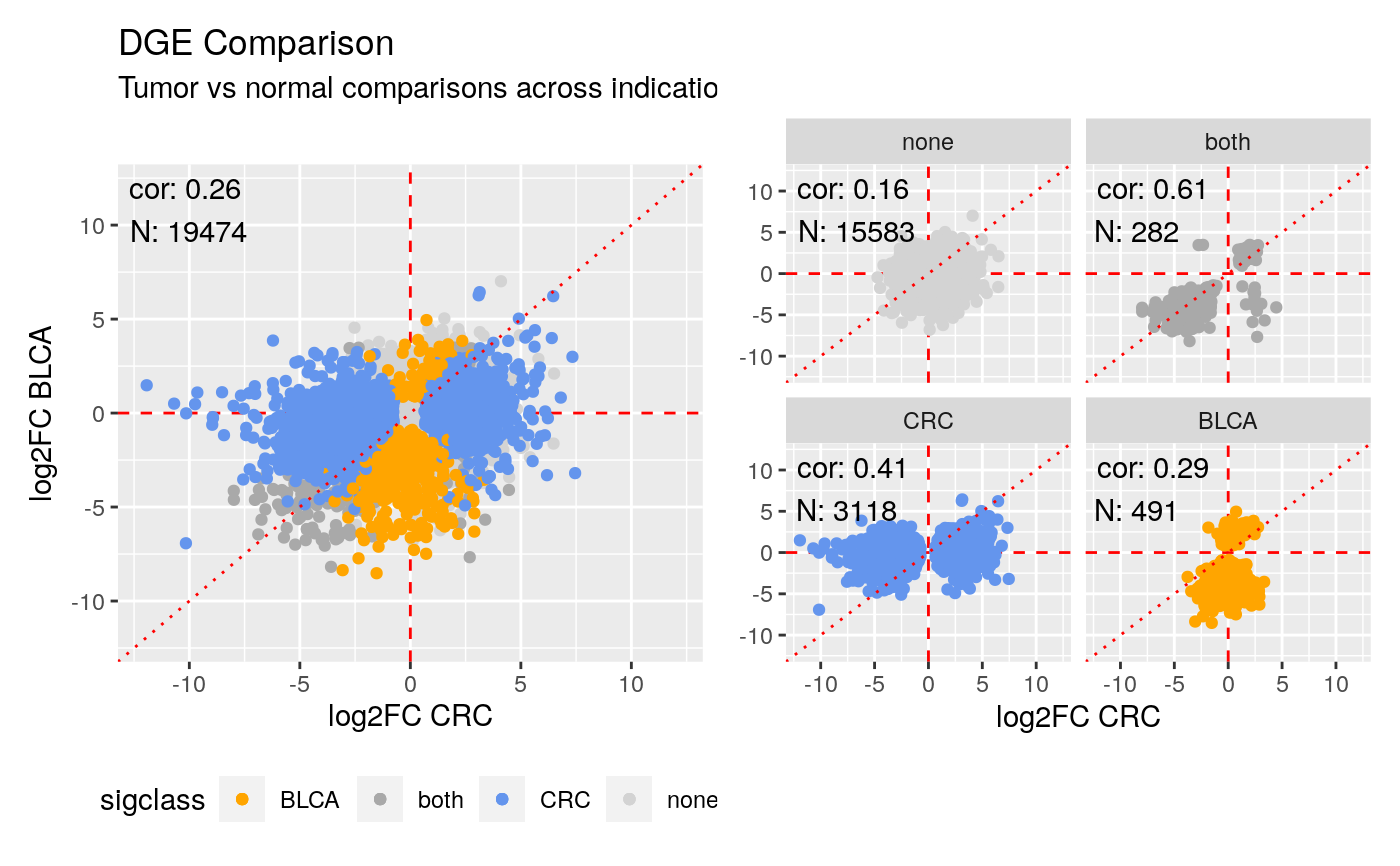 DGE Comparison
Tumor vs normal comparisons across indicatio
cor: 0.26
N: 19474
10
5
0
-5
-10
-10 -5 0 5 10
log2FC BLCA
log2FC CRC
none both
cor: 0.16 cor: 0.61
N: 15583 N: 282
10
5
0
-5
-10
CRC BLCA
cor: 0.41 cor: 0.29
N: 3118 N: 491
10
5
0
-5
-10
-10 -5 0 5 10 -10 -5 0 5 10
log2FC CRC
sigclass BLCA both CRC none